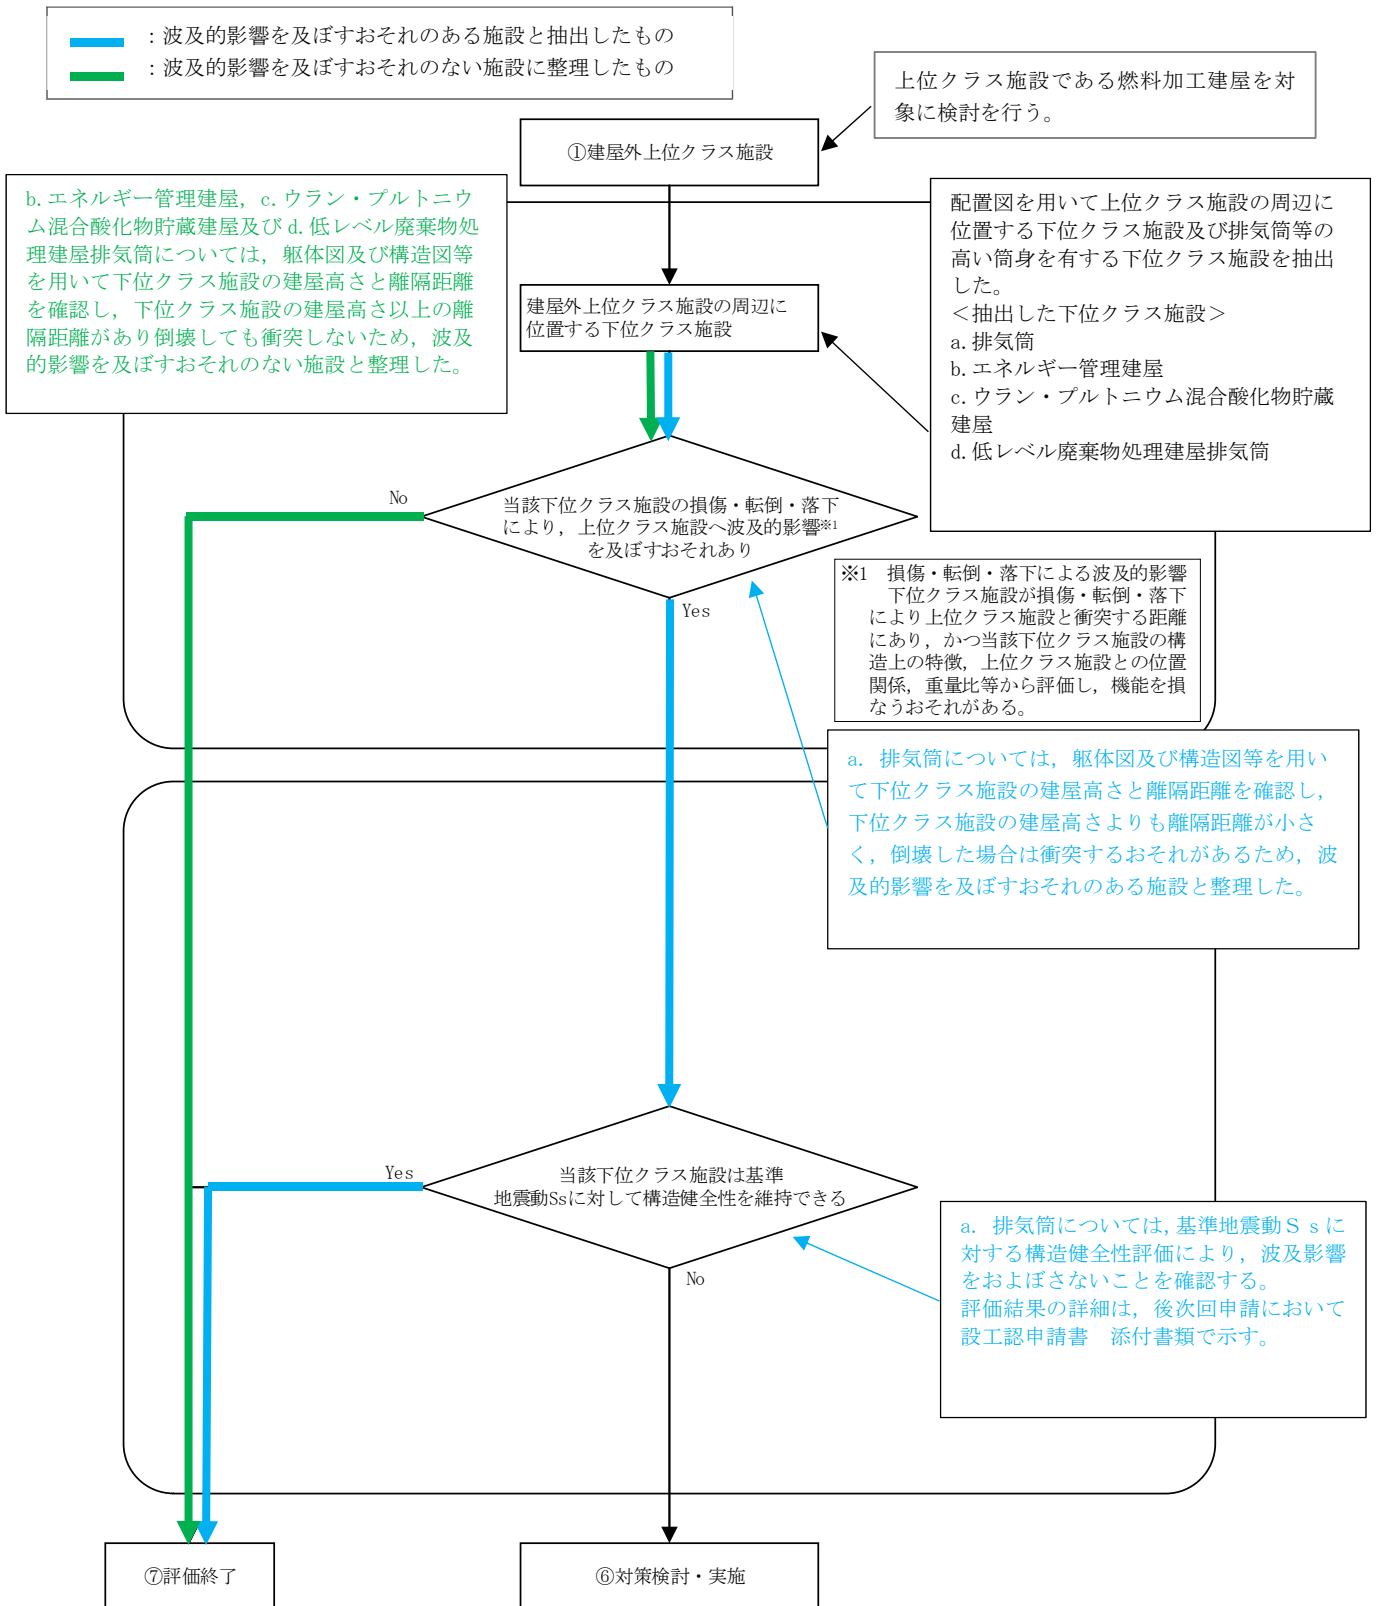 ：波及的影響を及ぼすおそれのある施設と抽出したもの
：波及的影響を及ぼすおそれのない施設に整理したもの
上位クラス施設である燃料加工建屋を対
象に検討を行う。
①建屋外上位クラス施設
b.エネルギー管理建屋，c.ウラン・プルトニウ
ム混合酸化物貯蔵建屋及びd.低レベル廃棄物処
理建屋排気筒については，躯体図及び構造図等
を用いて下位クラス施設の建屋高さと離隔距離
を確認し，下位クラス施設の建屋高さ以上の離
隔距離があり倒壊しても衝突しないため，波及
的影響を及ぼすおそれのない施設と整理した。
配置図を用いて上位クラス施設の周辺に
位置する下位クラス施設及び排気筒等の
高い筒身を有する下位クラス施設を抽出
した。
＜抽出した下位クラス施設＞
a.排気筒
b.エネルギー管理建屋
c.ウラン・プルトニウム混合酸化物貯蔵
建屋
d.低レベル廃棄物処理建屋排気筒
建屋外上位クラス施設の周辺に
位置する下位クラス施設
No
当該下位クラス施設の損傷・転倒・落下
により，上位クラス施設へ波及的影響※1
を及ぼすおそれあり
Yes
※1　損傷・転倒・落下による波及的影響
下位クラス施設が損傷・転倒・落下
により上位クラス施設と衝突する距離
にあり，かつ当該下位クラス施設の構
造上の特徴，上位クラス施設との位置
関係，重量比等から評価し，機能を損
なうおそれがある。
a. 排気筒については，躯体図及び構造図等を用い
て下位クラス施設の建屋高さと離隔距離を確認し，
下位クラス施設の建屋高さよりも離隔距離が小さ
く，倒壊した場合は衝突するおそれがあるため，波
及的影響を及ぼすおそれのある施設と整理した。
Yes
当該下位クラス施設は基準
地震動Ssに対して構造健全性を維持できる
No
a. 排気筒については,基準地震動Ｓｓに
対する構造健全性評価により，波及影響
をおよぼさないことを確認する。
評価結果の詳細は，後次回申請において
設工認申請書　添付書類で示す。
⑦評価終了
⑥対策検討・実施